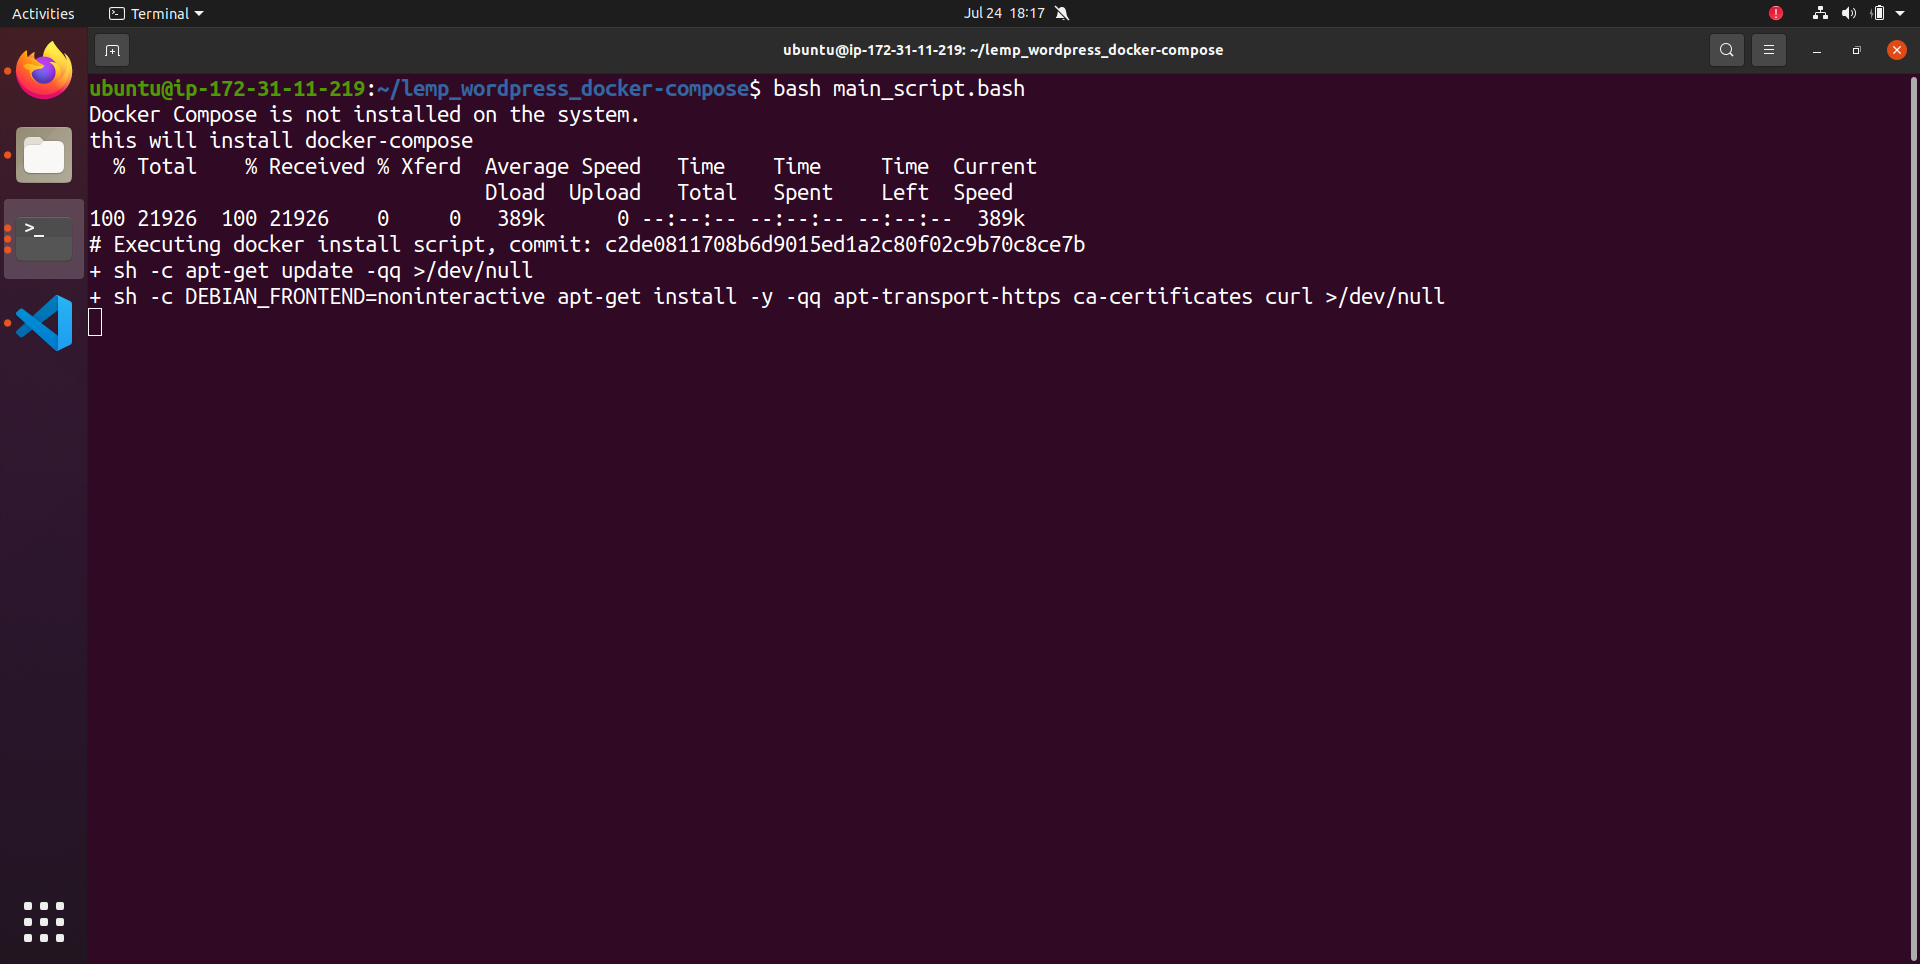 Activities
Terminal
Jul 24 18:17
ubuntu@ip-172-31-11-219: ~/lemp_wordpress_docker-compose
ubuntu@ip-172-31-11-219:~/lemp_wordpress_docker-compose$ bash main_script.bash
Docker Compose is not installed on the system.
this will install docker-compose
  % Total    % Received % Xferd  Average Speed   Time    Time     Time  Current
                                 Dload  Upload   Total   Spent    Left  Speed
100 21926  100 21926    0     0   389k      0 --:--:-- --:--:-- --:--:--  389k
# Executing docker install script, commit: c2de0811708b6d9015ed1a2c80f02c9b70c8ce7b
+ sh -c apt-get update -qq >/dev/null
+ sh -c DEBIAN_FRONTEND=noninteractive apt-get install -y -qq apt-transport-https ca-certificates curl >/dev/null